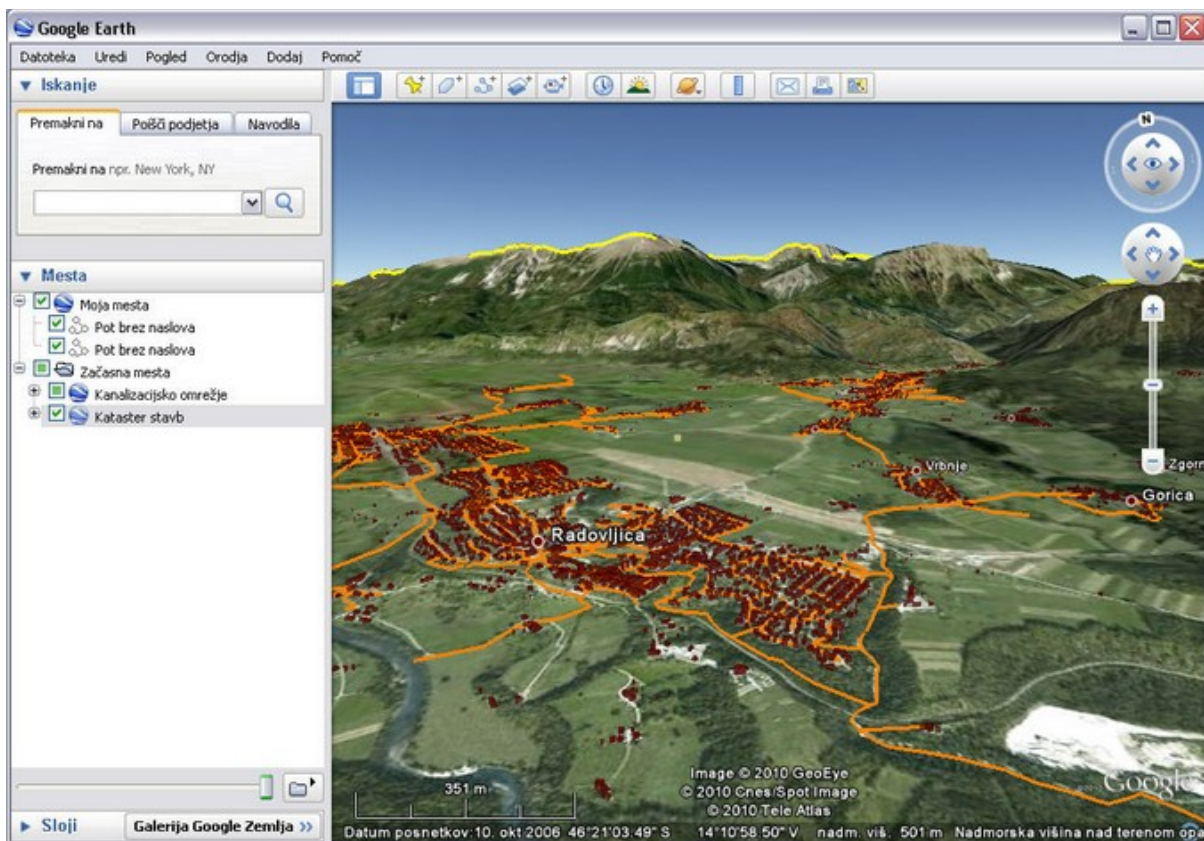 Google Earth
Datoteka Uredi Pogled Orodja Dodaj Pomoč
Iskanje
Premakni na Poišči podjetja Navodila
Premakni na npr. New York, NY
Mesta
Moja mesta
Pot brez naslova
Pot brez naslova
Začasna mesta
Kanalizacijsko omrežje
Kataster stavb
Sloji Galerija Google Zemlja >>
N
Vrbnje
Zgorn
Gorica
Radovljica
Image © 2010 GeoEye
© 2010 Cnes/Spot Image
© 2010 Tele Atlas
Google
351 m
Datum posnetkov: 10. okt 2006 46°21'03.49" S 14°10'58.50" V nadm. viš. 501 m Nadmorska višina nad terenom opa